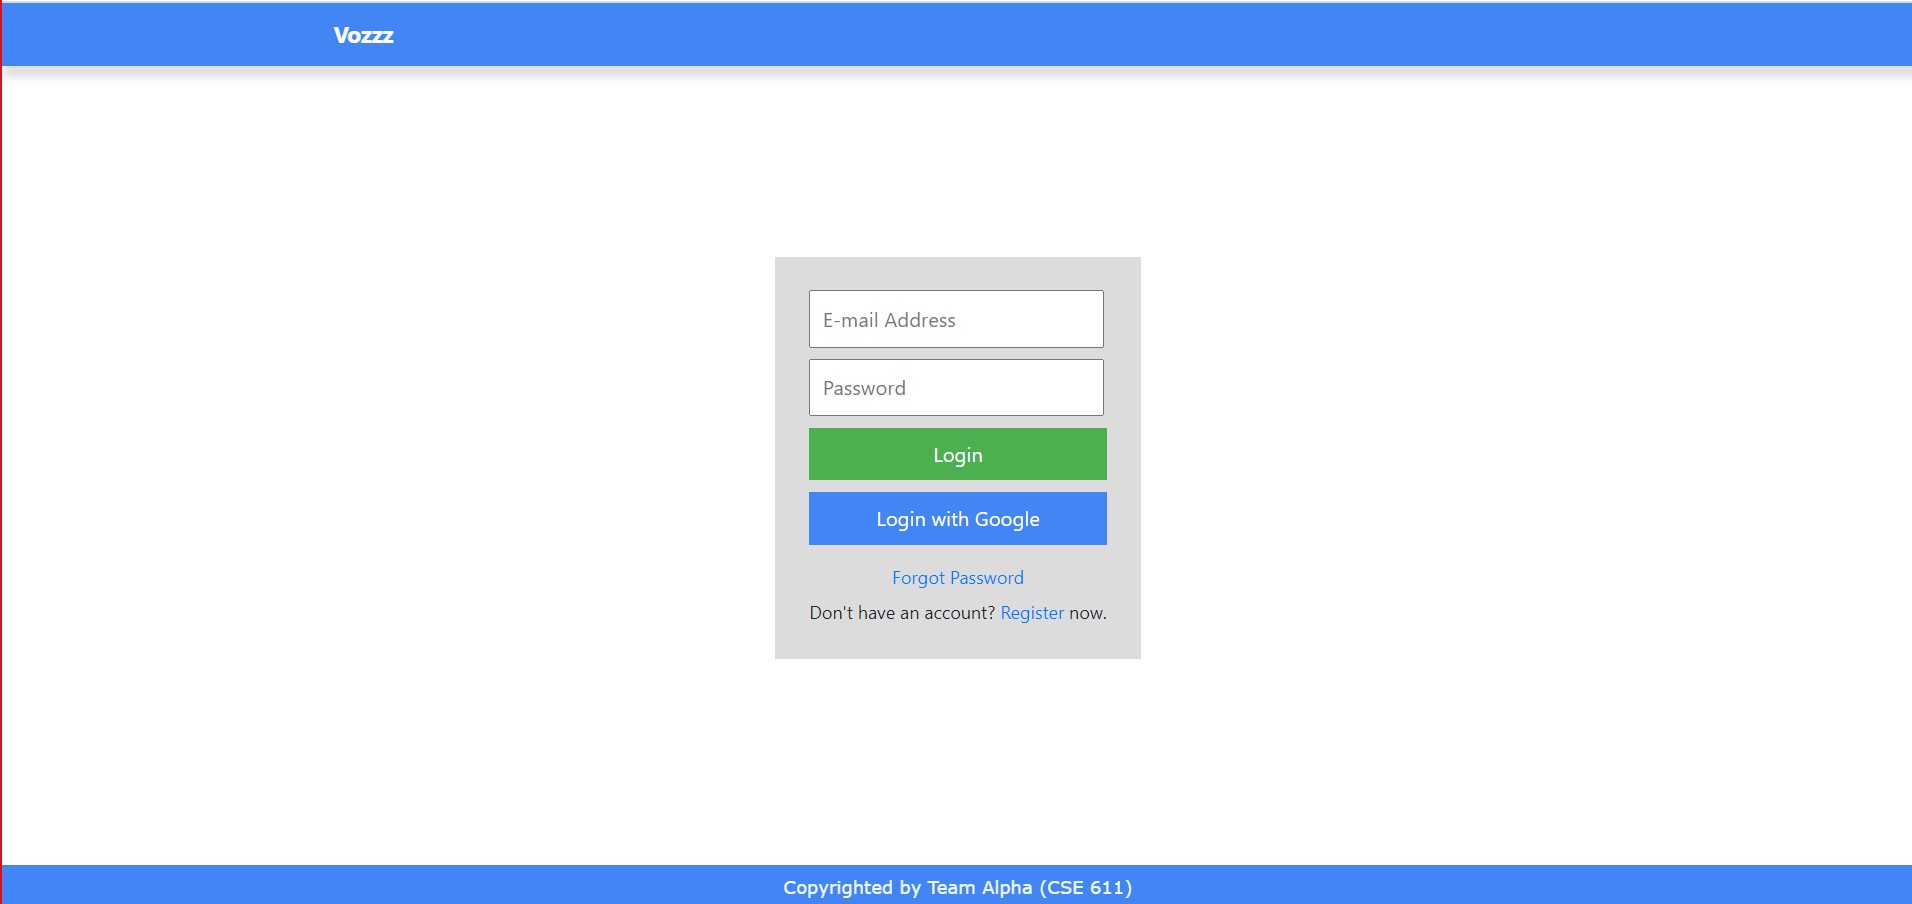 Vozzz
E-mail Address
Password
Login
Login with Google
Forgot Password
Don't have an account? Register now.
Copyrighted by Team Alpha (CSE 611)